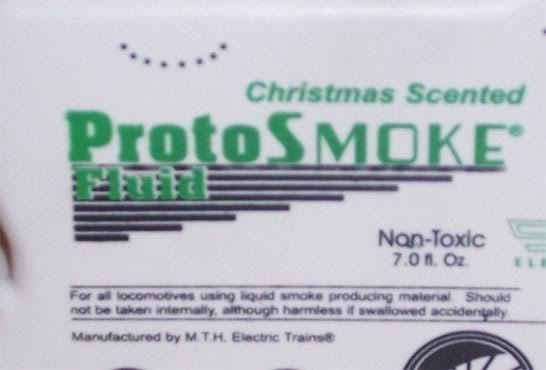 Christmas Scented
ProtoSMOKE®
Fluid
Non-Toxic
7.0 fl. Oz.
For all locomotives using liquid smoke producing material. Should
not be taken internally, although harmless if swallowed accidentally.
Manufactured by M.T.H. Electric Trains®